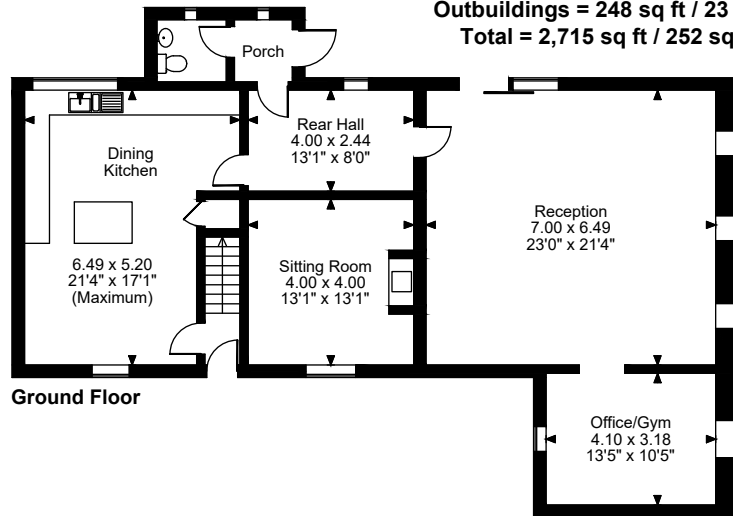 Outbuildings = 248 sq ft / 23
Total = 2,715 sq ft / 252 sq
Porch
Rear Hall
4.00 x 2.44
13'1" x 8'0"
Dining
Kitchen
6.49 x 5.20
21'4" x 17'1"
(Maximum)
Sitting Room
4.00 x 4.00
13'1" x 13'1"
Reception
7.00 x 6.49
23'0" x 21'4"
Ground Floor
Office/Gym
4.10 x 3.18
13'5" x 10'5"